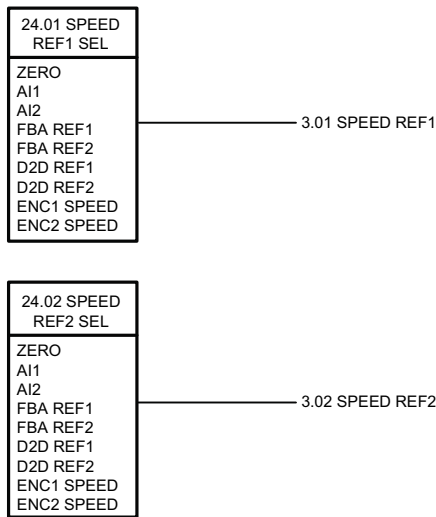 24.01 SPEED
REF1 SEL
ZERO
AI1
AI2
FBA REF1
FBA REF2
D2D REF1
D2D REF2
ENC1 SPEED
ENC2 SPEED
3.01 SPEED REF1
24.02 SPEED
REF2 SEL
ZERO
AI1
AI2
FBA REF1
FBA REF2
D2D REF1
D2D REF2
ENC1 SPEED
ENC2 SPEED
3.02 SPEED REF2